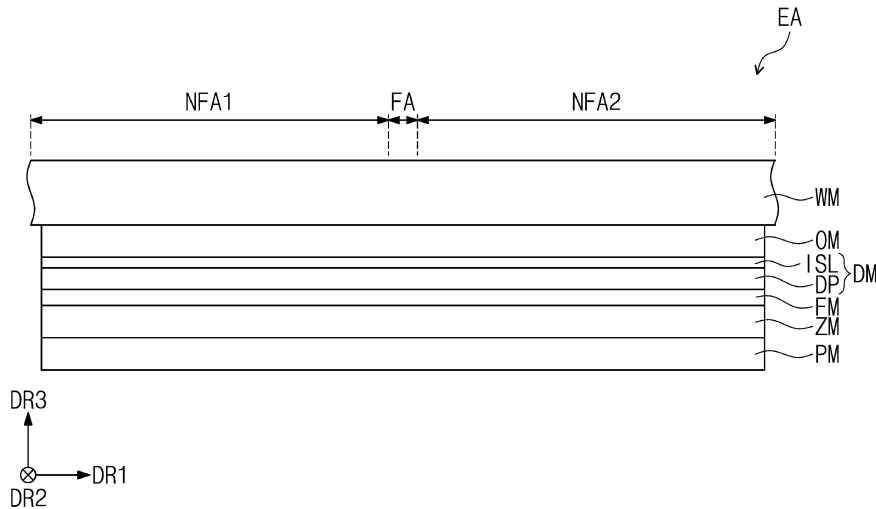 EA
NFA1 FA NFA2
WM
OM
ISL
DP
DM
FM
ZM
PM
DR3
DR1
DR2